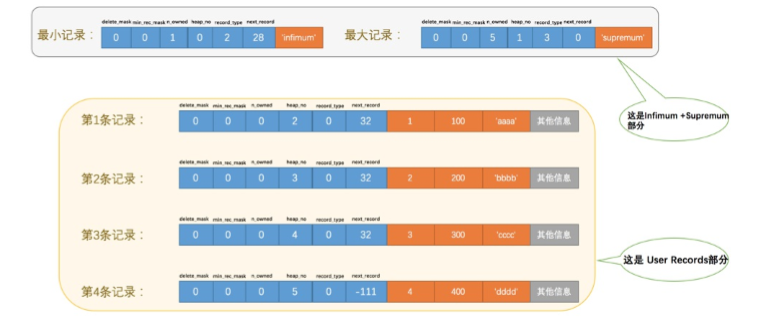 delete_mask min_rec_mask n_owned heap_no record_type next_record
delete_mask min_rec_mask n_owned heap_no record_type next_record
最小记录： 0 0 1 0 2 28 'infimum' 最大记录： 0 0 5 1 3 0 'supremum'
这是Infimum +Supremum
部分
delete_mask min_rec_mask n_owned heap_no record_type next_record
第1条记录： 0 0 0 2 0 32 1 100 'aaaa' 其他信息
delete_mask min_rec_mask n_owned heap_no record_type next_record
第2条记录： 0 0 0 3 0 32 2 200 'bbbb' 其他信息
delete_mask min_rec_mask n_owned heap_no record_type next_record
第3条记录： 0 0 0 4 0 32 3 300 'cccc' 其他信息
这是 User Records部分
delete_mask min_rec_mask n_owned heap_no record_type next_record
第4条记录： 0 0 0 5 0 -111 4 400 'dddd' 其他信息